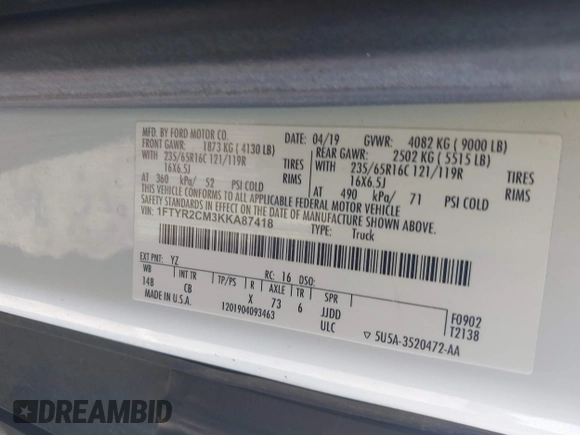 MFD. BY FORD MOTOR CO.
DATE: 04/19 GVWR: 4082 KG ( 9000 LB)
FRONT GAWR: 1873 KG ( 4130 LB)
REAR GAWR: 2502 KG ( 5515 LB)
WITH 235/65R16C 121/119R TIRES
WITH 235/65R16C 121/119R TIRES
16X6.5J RIMS
16X6.5J RIMS
AT 360 kPa/ 52 PSI COLD
AT 490 kPa/ 71 PSI COLD
THIS VEHICLE CONFORMS TO ALL APPLICABLE FEDERAL MOTOR VEHICLE
SAFETY STANDARDS IN EFFECT ON THE DATE OF MANUFACTURE SHOWN ABOVE.
VIN: 1FTYR2CM3KKA87418
TYPE: Truck
EXT PNT: YZ RC: 16 DSO:
WB INT TR TP/PS R AXLE TR SPR
148 CB X 73 6 JJDD
ULC
F0902
T2138
MADE IN U.S.A. 1201904093463
▽ 5U5A-3520472-AA
DREAMBID